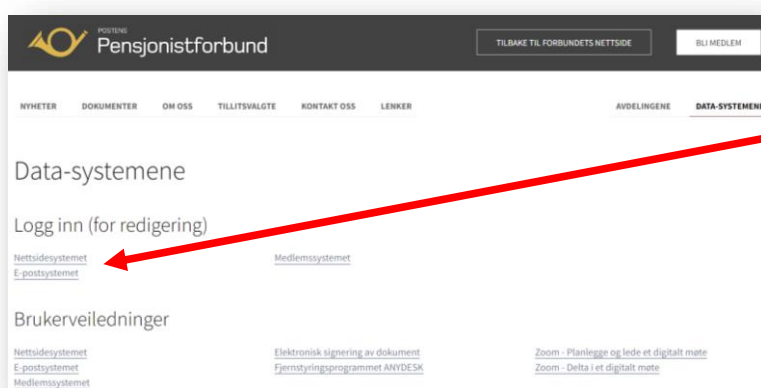 POSTENS
Pensjonistforbund
TILBAKE TIL FORBUNDETS NETTSIDE
BLI MEDLEM
NYHETER DOKUMENTER OM OSS TILLITSVALGTE KONTAKT OSS LENKER AVDELINGENE DATA-SYSTEMENE
Data-systemene
Logg inn (for redigering)
Nettsidesystemet Medlemssystemet
E-postsystemet
Brukerveiledninger
Nettsidesystemet Elektronisk signering av dokument Zoom - Planlegge og lede et digitalt møte
E-postsystemet Fjernstyringsprogrammet ANYDESK Zoom - Delta i et digitalt møte
Medlemssystemet